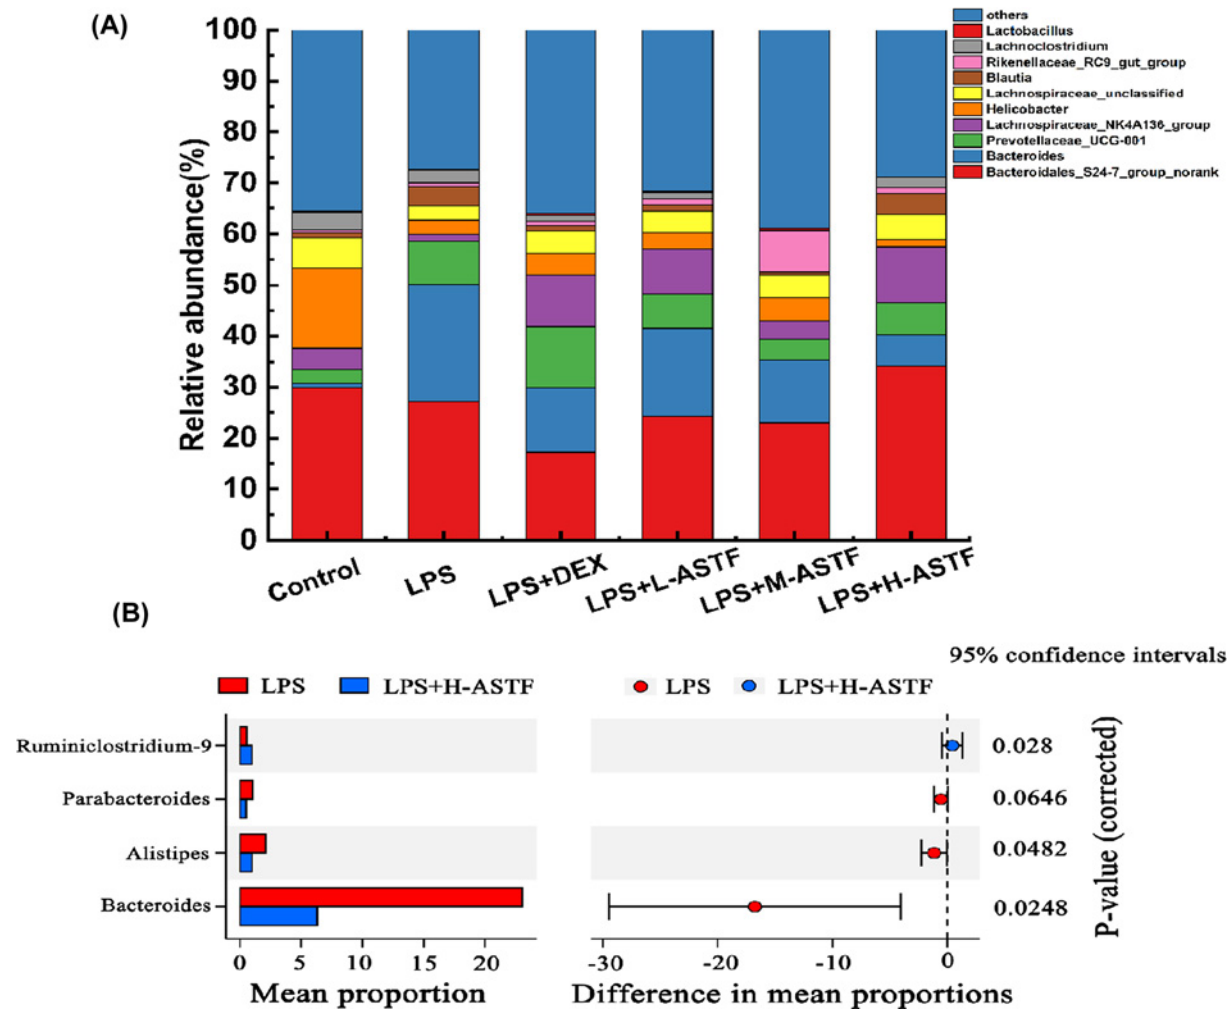 (A)
Relative abundance(%)
100
90
80
70
60
50
40
30
20
10
0
Control
LPS
LPS+DEX
LPS+L-ASTF
LPS+M-ASTF
LPS+H-ASTF
others
Lactobacillus
Lachnoclostridium
Rikenellaceae_RC9_gut_group
Blautia
Lachnospiraceae_unclassified
Helicobacter
Lachnospiraceae_NK4A136_group
Prevotellaceae_UCG-001
Bacteroides
Bacteroidales_S24-7_group_norank
(B)
95% confidence intervals
LPS LPS+H-ASTF
LPS LPS+H-ASTF
Ruminiclostridium-9
Parabacteroides
Alistipes
Bacteroides
0 5 10 15 20
Mean proportion
-30 -20 -10 0
Difference in mean proportions
0.028
0.0646
0.0482
0.0248
P-value (corrected)